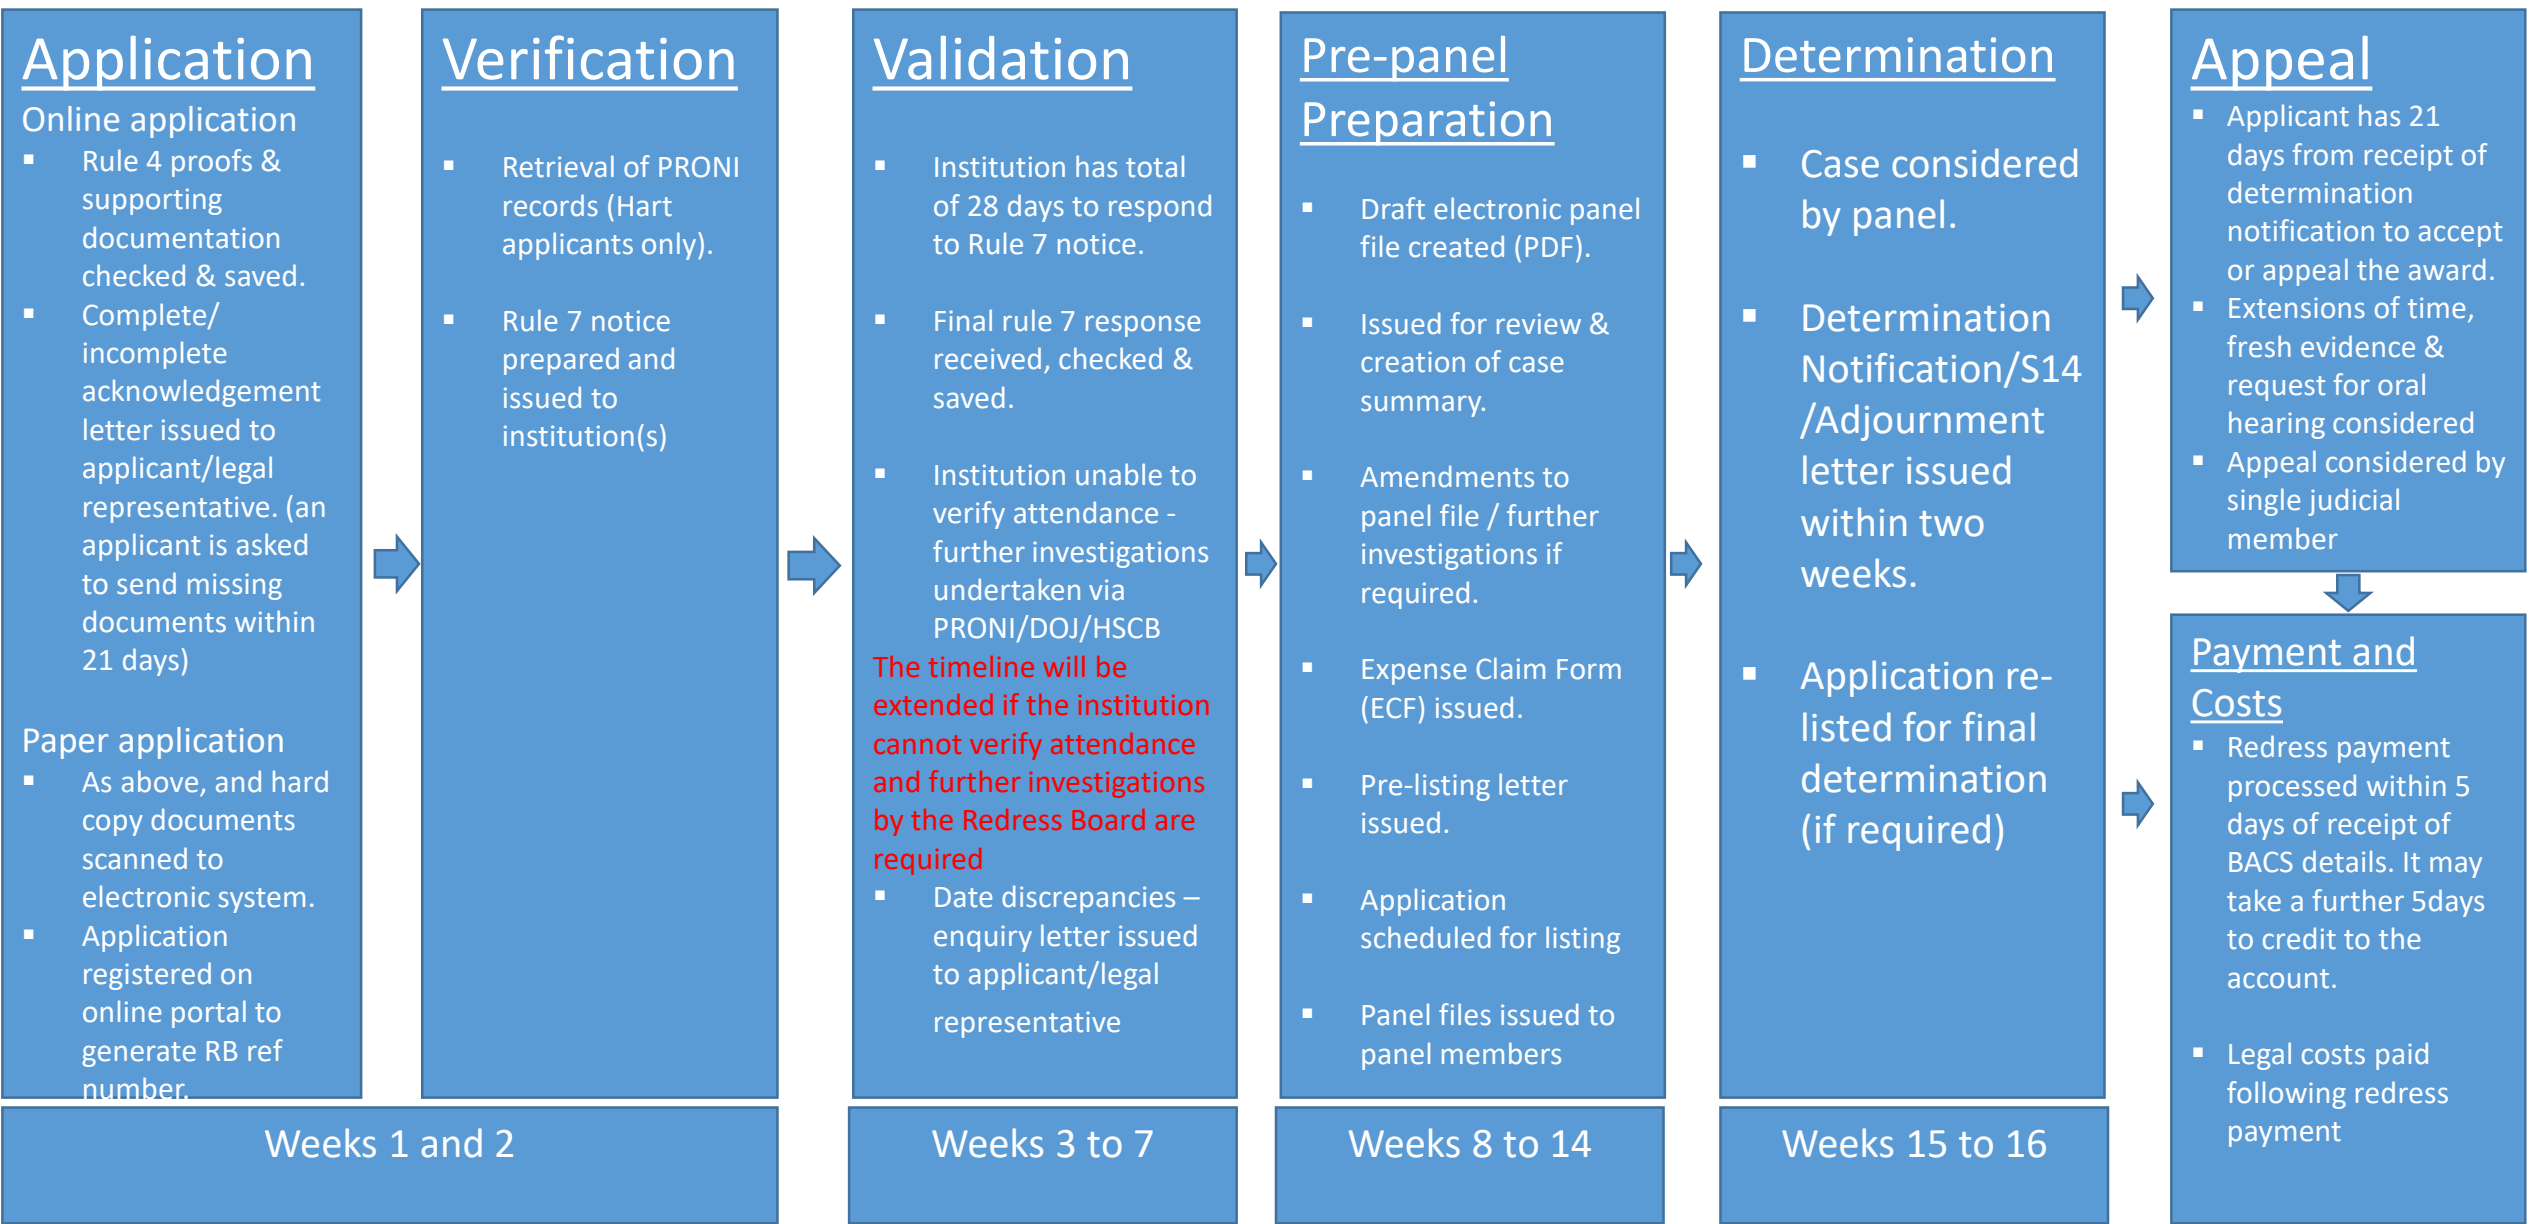 Application
Online application
▪ Rule 4 proofs &
supporting
documentation
checked & saved.
▪ Complete/
incomplete
acknowledgement
letter issued to
applicant/legal
representative. (an
applicant is asked
to send missing
documents within
21 days)
Paper application
▪ As above, and hard
copy documents
scanned to
electronic system.
▪ Application
registered on
online portal to
generate RB ref
number.
Verification
▪ Retrieval of PRONI
records (Hart
applicants only).
▪ Rule 7 notice
prepared and
issued to
institution(s)
Weeks 1 and 2
Validation
▪ Institution has total
of 28 days to respond
to Rule 7 notice.
▪ Final rule 7 response
received, checked &
saved.
▪ Institution unable to
verify attendance -
further investigations
undertaken via
PRONI/DOJ/HSCB
The timeline will be
extended if the institution
cannot verify attendance
and further investigations
by the Redress Board are
required
▪ Date discrepancies –
enquiry letter issued
to applicant/legal
representative
Weeks 3 to 7
Pre-panel
Preparation
▪ Draft electronic panel
file created (PDF).
▪ Issued for review &
creation of case
summary.
▪ Amendments to
panel file / further
investigations if
required.
▪ Expense Claim Form
(ECF) issued.
▪ Pre-listing letter
issued.
▪ Application
scheduled for listing
▪ Panel files issued to
panel members
Weeks 8 to 14
Determination
▪ Case considered
by panel.
▪ Determination
Notification/S14
/Adjournment
letter issued
within two
weeks.
▪ Application re-
listed for final
determination
(if required)
Weeks 15 to 16
Appeal
▪ Applicant has 21
days from receipt of
determination
notification to accept
or appeal the award.
▪ Extensions of time,
fresh evidence &
request for oral
hearing considered
▪ Appeal considered by
single judicial
member
Payment and
Costs
▪ Redress payment
processed within 5
days of receipt of
BACS details. It may
take a further 5days
to credit to the
account.
▪ Legal costs paid
following redress
payment